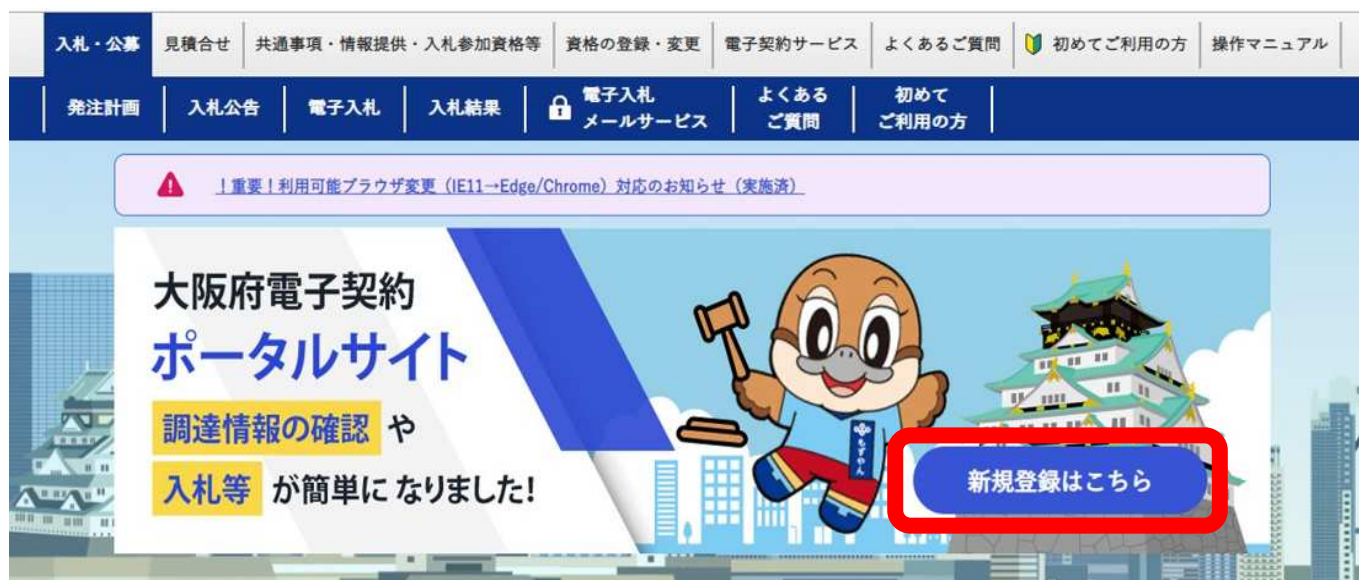 入札・公募 見積合せ 共通事項・情報提供・入札参加資格等 資格の登録・変更 電子契約サービス よくあるご質問 初めてご利用の方 操作マニュアル
発注計画 入札公告 電子入札 入札結果
電子入札
メールサービス
よくある
ご質問
初めて
ご利用の方
!重要!利用可能ブラウザ変更(IE11→Edge/Chrome)対応のお知らせ(実施済)
大阪府電子契約
ポータルサイト
調達情報の確認 や
入札等 が簡単になりました!
もずやん
新規登録はこちら